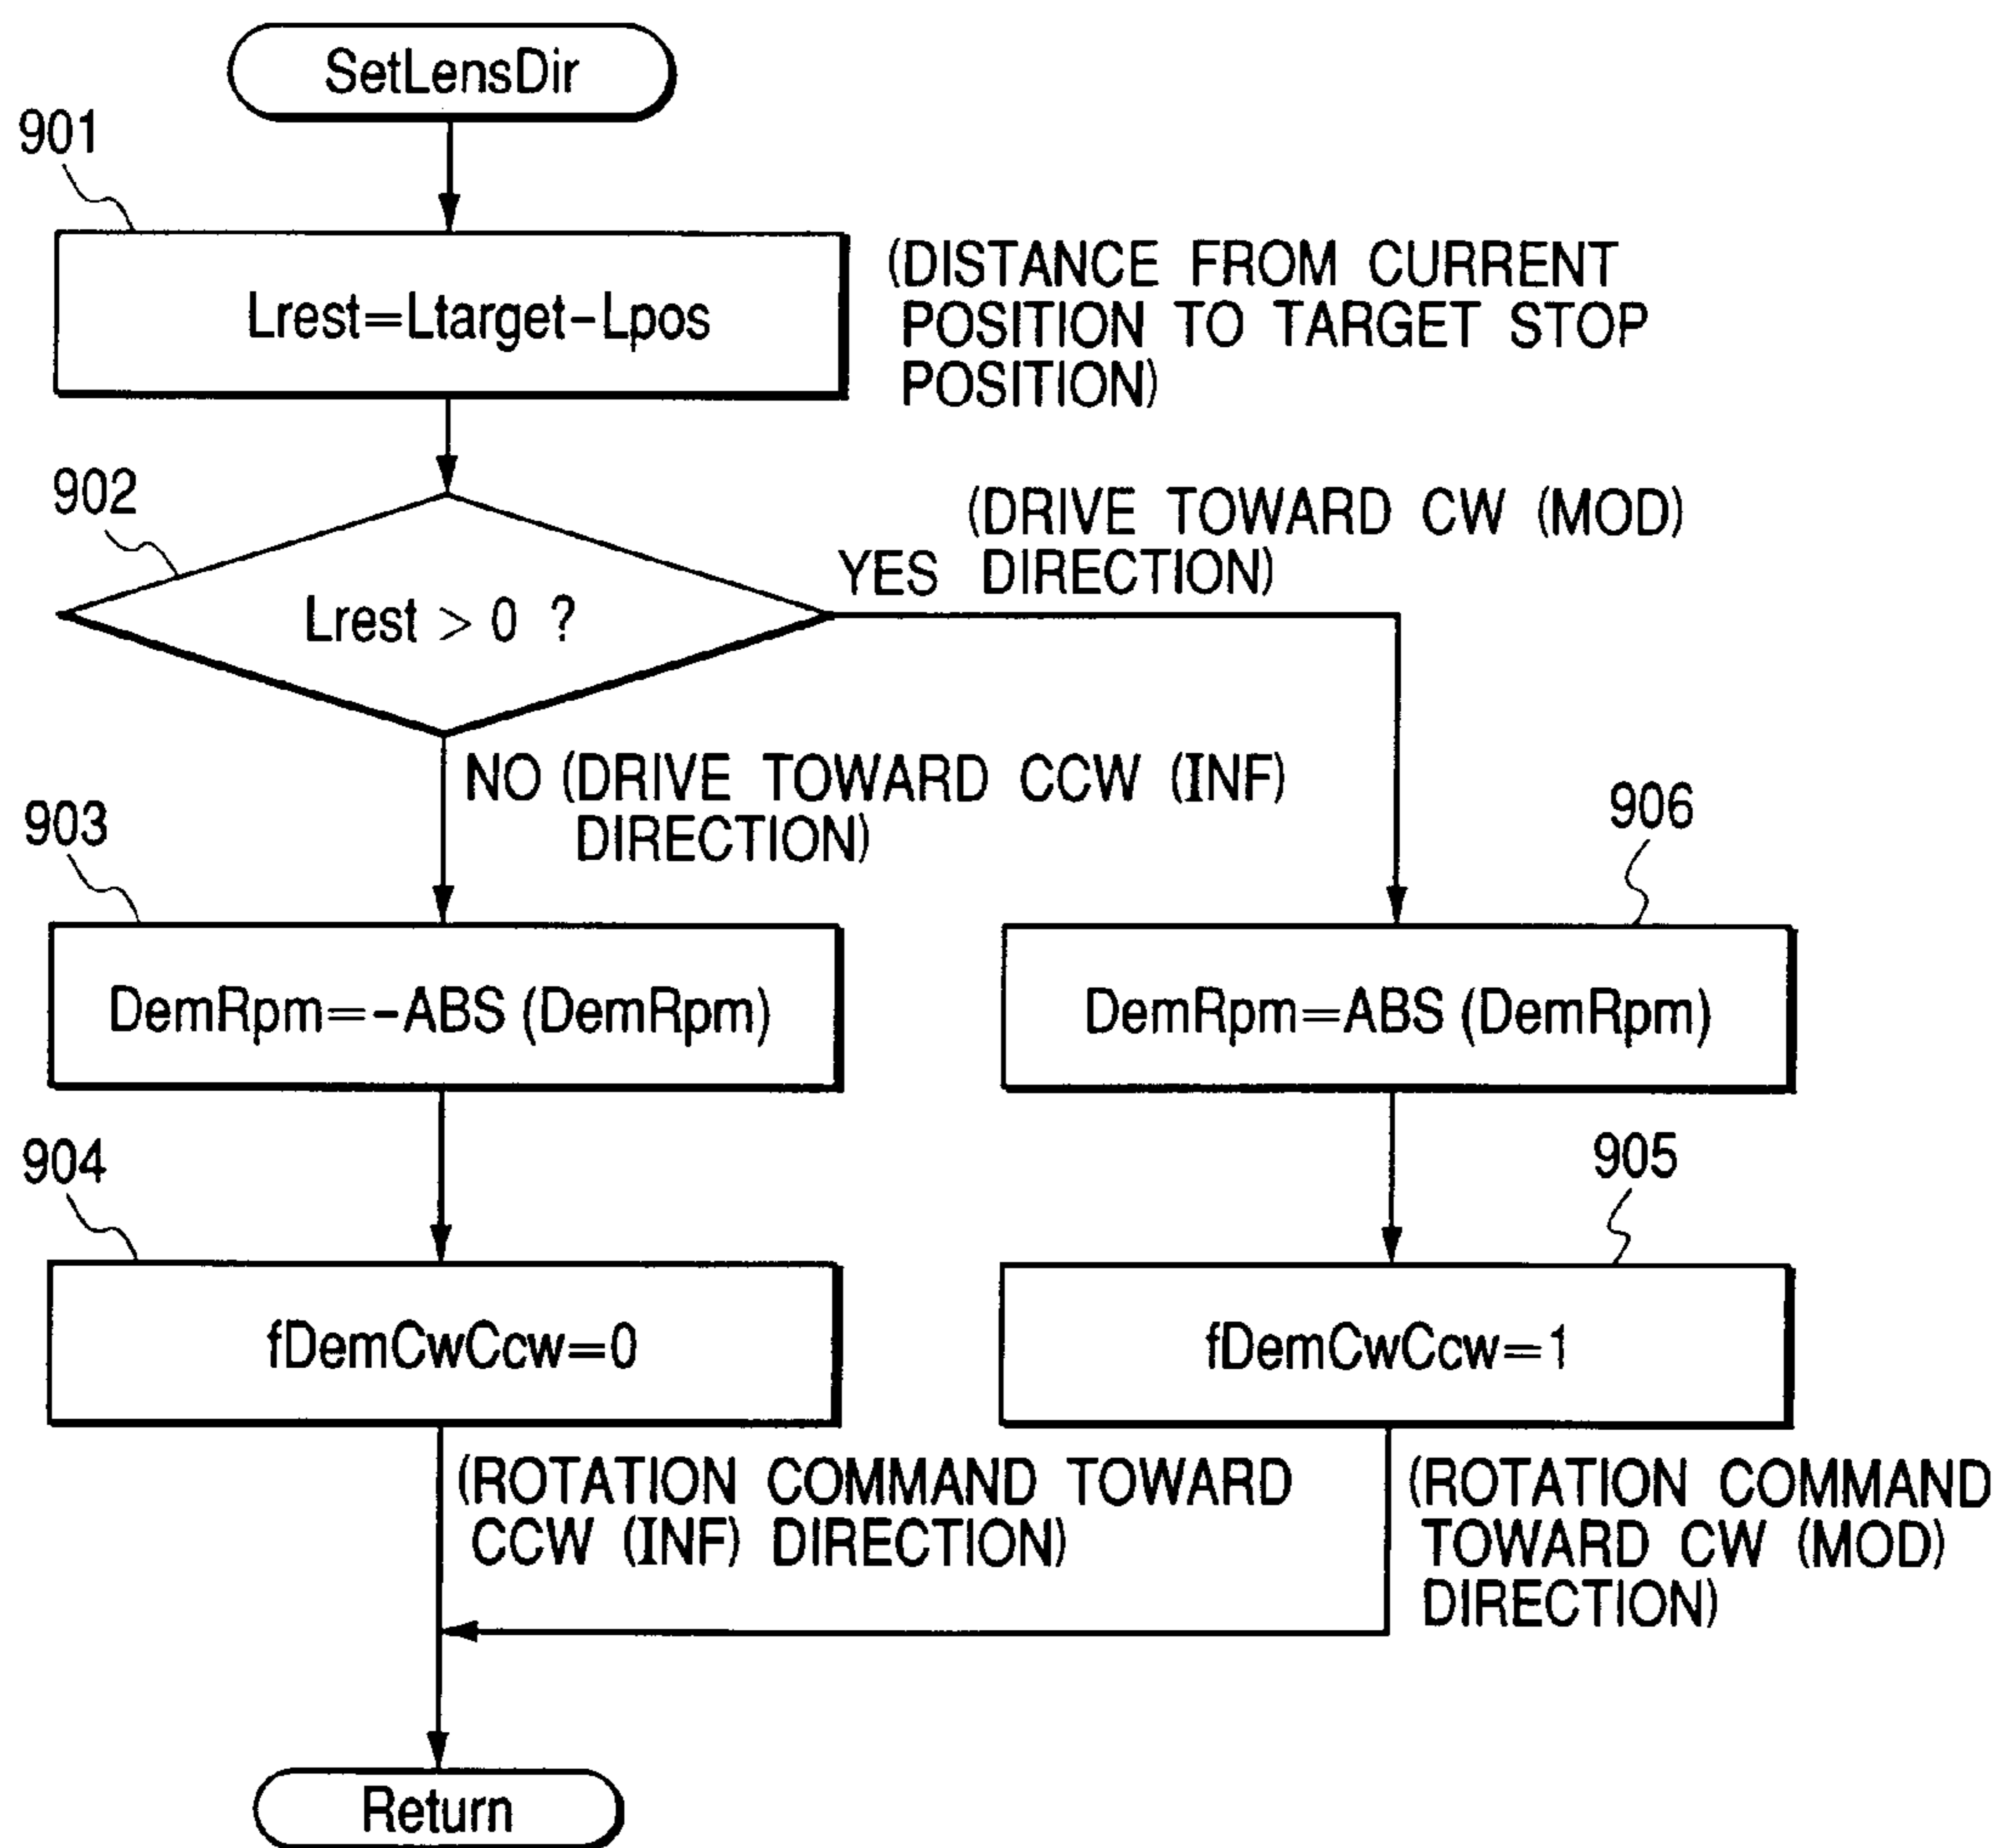 SetLensDir
901
Lrest=Ltarget-Lpos
(DISTANCE FROM CURRENT
POSITION TO TARGET STOP
POSITION)
902
Lrest > 0 ?
(DRIVE TOWARD CW (MOD)
YES DIRECTION)
NO (DRIVE TOWARD CCW (INF)
DIRECTION)
903
DemRpm=-ABS (DemRpm)
906
DemRpm=ABS (DemRpm)
904
fDemCwCcw=0
905
fDemCwCcw=1
(ROTATION COMMAND TOWARD
CCW (INF) DIRECTION)
(ROTATION COMMAND
TOWARD CW (MOD)
DIRECTION)
Return